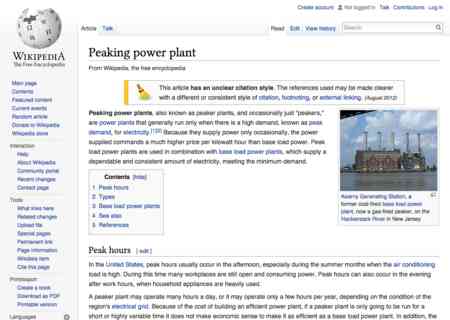 Create account Not logged in Talk Contributions Log in
Article Talk
Read Edit View history
Search
WIKIPEDIA
The Free Encyclopedia
Main page
Contents
Featured content
Current events
Random article
Donate to Wikipedia
Wikipedia store
Interaction
Help
About Wikipedia
Community portal
Recent changes
Contact page
Tools
What links here
Related changes
Upload file
Special pages
Permanent link
Page information
Wikidata item
Cite this page
Print/export
Create a book
Download as PDF
Printable version
Languages
Peaking power plant
From Wikipedia, the free encyclopedia
This article has an unclear citation style. The references used may be made clearer
with a different or consistent style of citation, footnoting, or external linking. (August 2012)
Peaking power plants, also known as peaker plants, and occasionally just "peakers,"
are power plants that generally run only when there is a high demand, known as peak
demand, for electricity.[1][2] Because they supply power only occasionally, the power
supplied commands a much higher price per kilowatt hour than base load power. Peak
load power plants are used in combination with base load power plants, which supply a
dependable and consistent amount of electricity, meeting the minimum demand.
Kearny Generating Station, a
former coal-fired base load power
plant, now a gas-fired peaker, on the
Hackensack River in New Jersey
Contents [hide]
1 Peak hours
2 Types
3 Base load power plants
4 See also
5 References
Peak hours [ edit ]
In the United States, peak hours usually occur in the afternoon, especially during the summer months when the air conditioning
load is high. During this time many workplaces are still open and consuming power. Peak hours can also occur in the evening
after work hours, when household appliances are heavily used.
A peaker plant may operate many hours a day, or it may operate only a few hours per year, depending on the condition of the
region's electrical grid. Because of the cost of building an efficient power plant, if a peaker plant is only going to be run for a
short or highly variable time it does not make economic sense to make it as efficient as a base load power plant. In addition, the